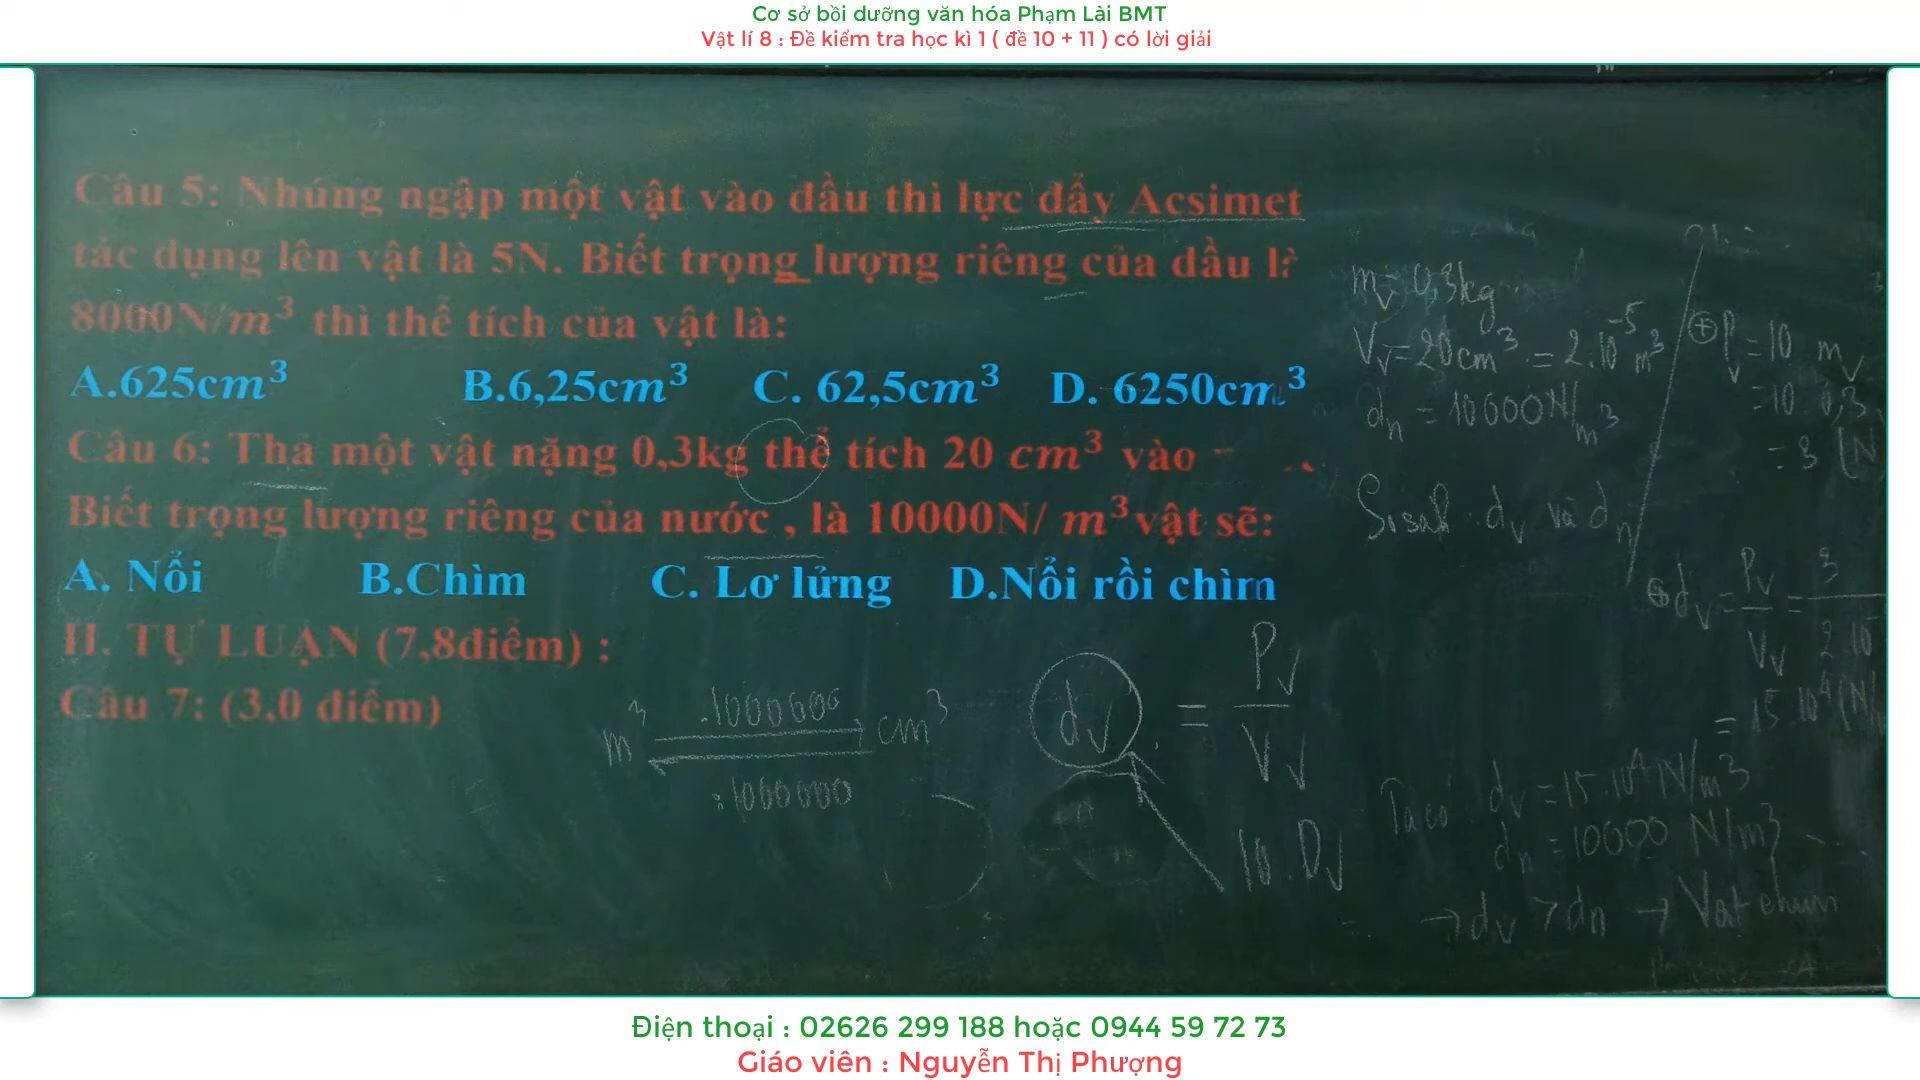 Cơ sở bồi dưỡng văn hóa Phạm Lài BMT
Vật lí 8 : Đề kiểm tra học kì 1 ( đề 10 + 11 ) có lời giải
Câu 5: Nhúng ngập một vật vào dầu thì lực đẩy Acsimet
tác dụng lên vật là 5N. Biết trọng lượng riêng của dầu là
8000N/m³ thì thể tích của vật là:
A.625cm³ B.6,25cm³ C. 62,5cm³ D. 6250cm³
Câu 6: Thả một vật nặng 0,3kg thể tích 20 cm³ vào
Biết trọng lượng riêng của nước , là 10000N/ m³ vật sẽ:
A. Nổi B.Chìm C. Lơ lửng D.Nổi rồi chìm
II. TỰ LUẬN (7,8điểm) :
Câu 7: (3,0 điểm)
m³ .1000000 cm³
:1000000
dv = Pv/Vv
10.Dv
mv = 0,3kg
Vv = 20cm³ = 2.10⁻⁵ m³
dn = 10000N/m³
So sánh dv và dn
⊕ Pv = 10 mv
= 10.0,3
= 3 (N
⊕ dv = Pv/Vv = 3/2.10
= 15.10⁴ (N/
Ta có dv = 15.10⁴ N/m³
dn = 10000 N/m³
→ dv > dn → Vật chìm
Điện thoại : 02626 299 188 hoặc 0944 59 72 73
Giáo viên : Nguyễn Thị Phượng